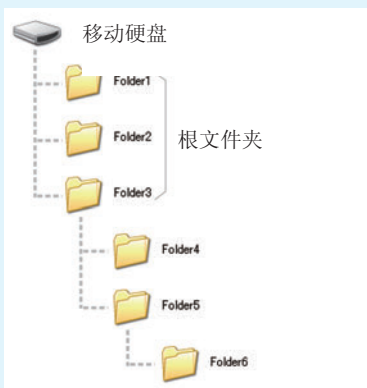 移动硬盘
Folder1
Folder2
根文件夹
Folder3
Folder4
Folder5
Folder6